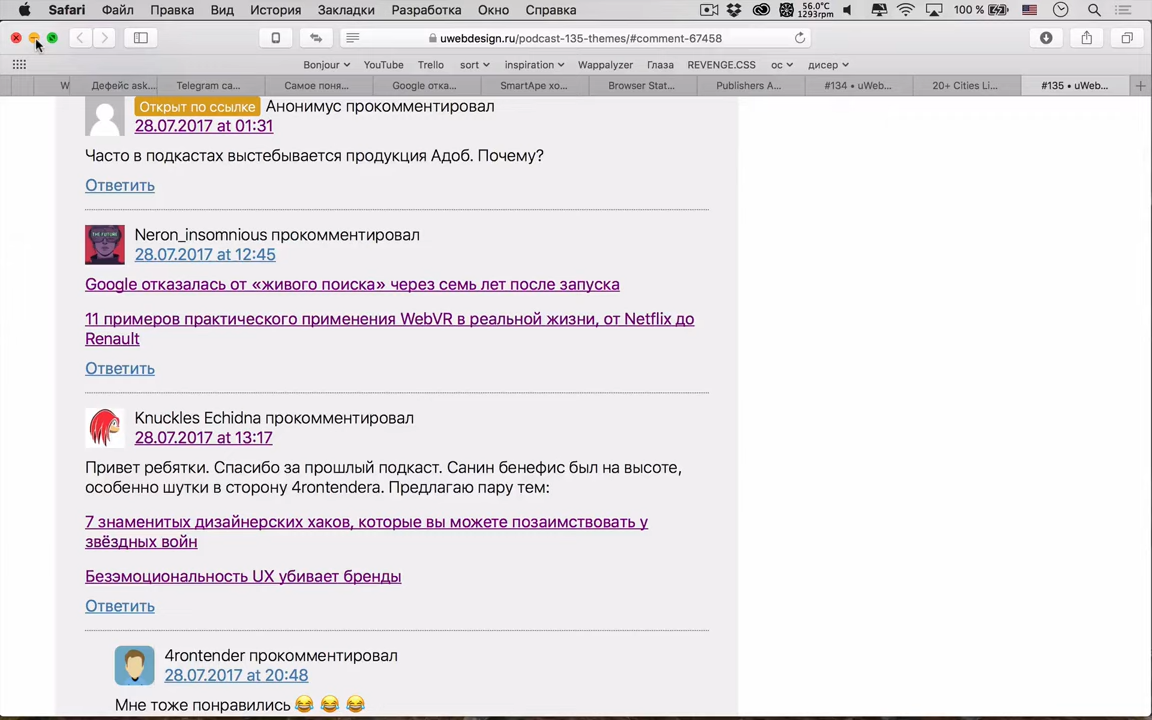 Safari Файл Правка Вид История Закладки Разработка Окно Справка 56.0°C 1293rpm 100 %
uwebdesign.ru/podcast-135-themes/#comment-67458
Bonjour YouTube Trello sort inspiration Wappalyzer Глаза REVENGE.CSS ос дисер
W Дефейс ask... Telegram ca... Самое поня... Google отка... SmartApe хо... Browser Stat... Publishers A... #134 • uWeb... 20+ Cities Li... #135 • uWeb...
Открыт по ссылке Анонимус прокомментировал
28.07.2017 at 01:31
Часто в подкастах выстебывается продукция Адоб. Почему?
Ответить
THE FUTURE
Neron_insomnious прокомментировал
28.07.2017 at 12:45
Google отказалась от «живого поиска» через семь лет после запуска
11 примеров практического применения WebVR в реальной жизни, от Netflix до
Renault
Ответить
Knuckles Echidna прокомментировал
28.07.2017 at 13:17
Привет ребятки. Спасибо за прошлый подкаст. Санин бенефис был на высоте,
особенно шутки в сторону 4rontenderа. Предлагаю пару тем:
7 знаменитых дизайнерских хаков, которые вы можете позаимствовать у
звёздных войн
Безэмоциональность UX убивает бренды
Ответить
4rontender прокомментировал
28.07.2017 at 20:48
Мне тоже понравились 😂 😂 😂